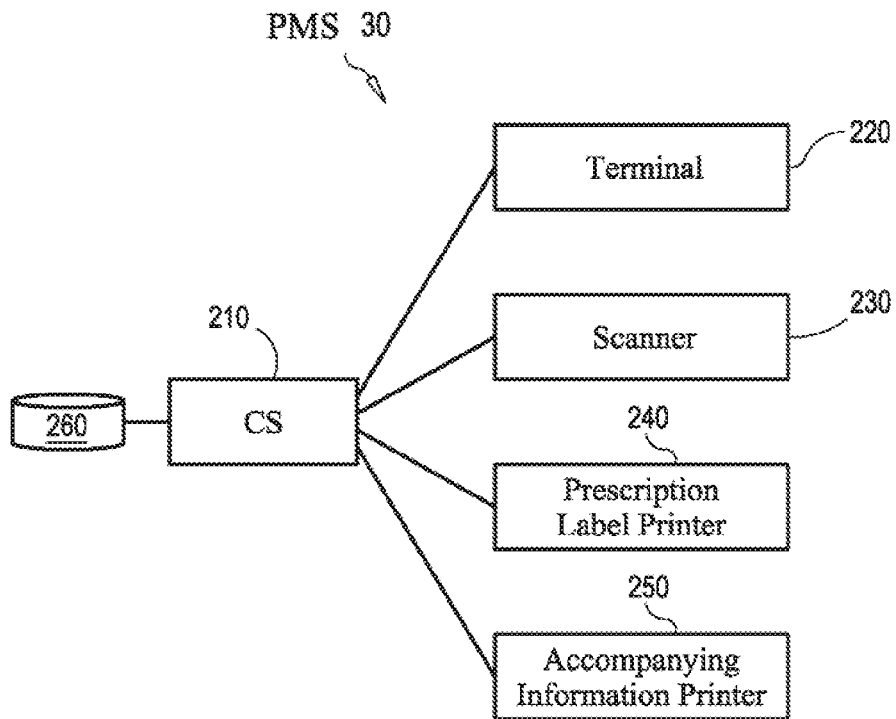 PMS 30
220
Terminal
210
230
Scanner
260
CS
240
Prescription
Label Printer
250
Accompanying
Information Printer